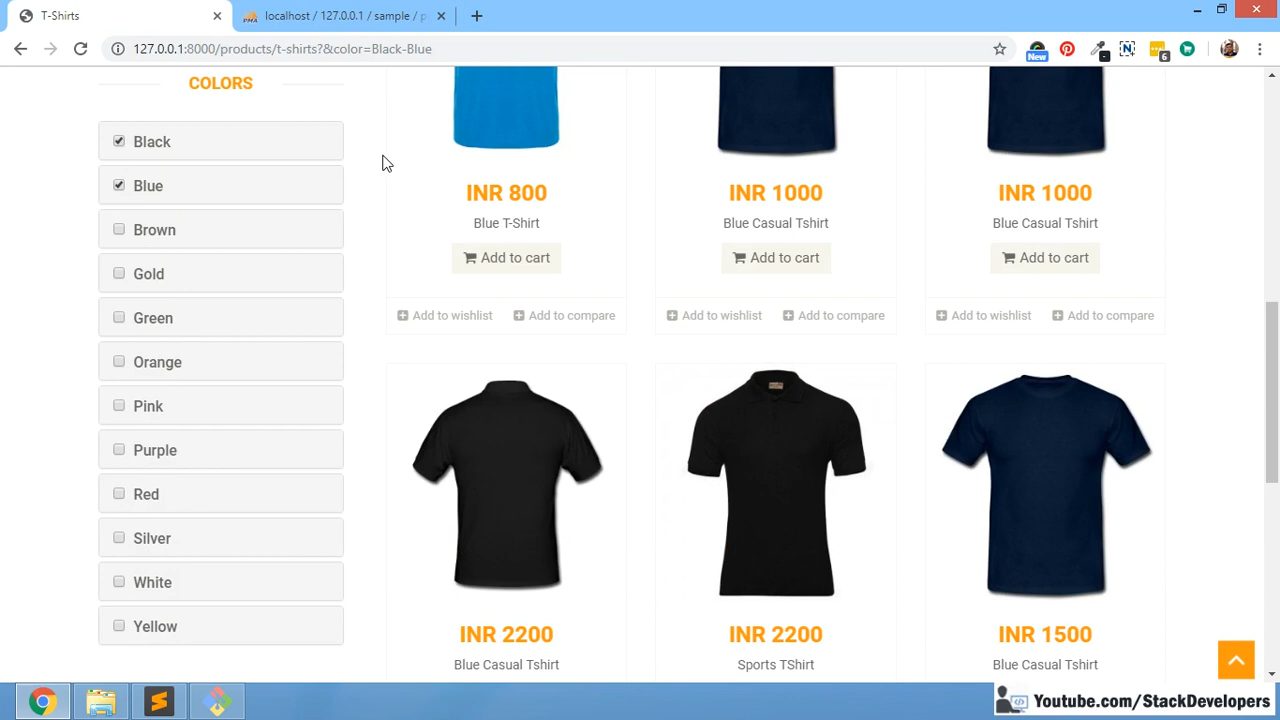 T-Shirts
localhost / 127.0.0.1 / sample / p
127.0.0.1:8000/products/t-shirts?&color=Black-Blue
New
6
COLORS
Black
Blue
Brown
Gold
Green
Orange
Pink
Purple
Red
Silver
White
Yellow
INR 800
INR 1000
INR 1000
Blue T-Shirt
Blue Casual Tshirt
Blue Casual Tshirt
Add to cart
Add to cart
Add to cart
Add to wishlist
Add to compare
Add to wishlist
Add to compare
Add to wishlist
Add to compare
INR 2200
INR 2200
INR 1500
Blue Casual Tshirt
Sports TShirt
Blue Casual Tshirt
Youtube.com/StackDevelopers